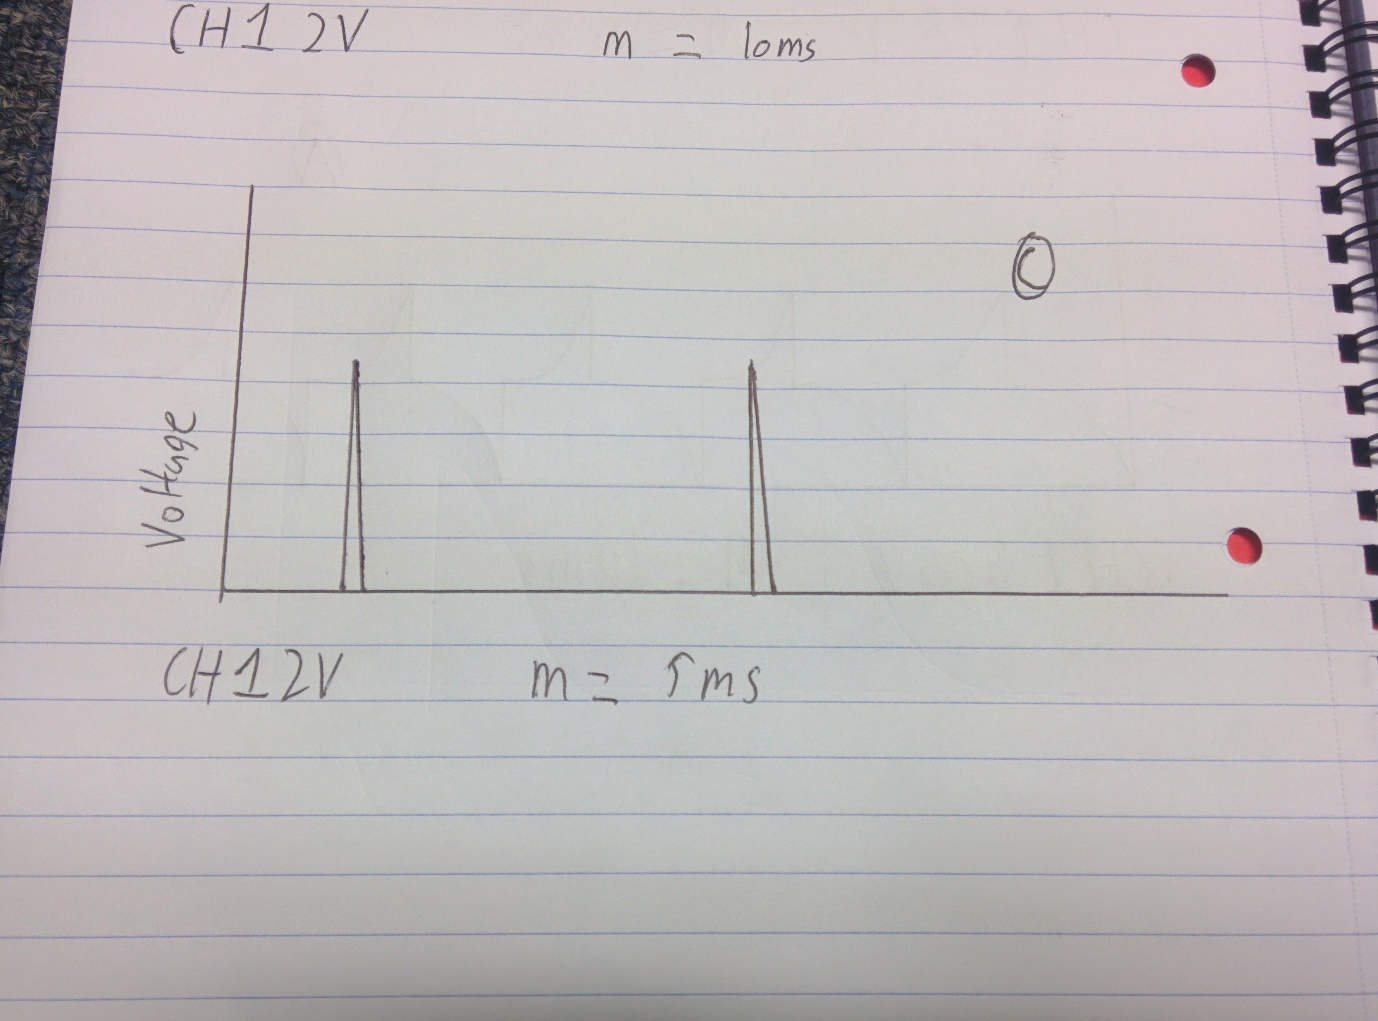 CH1 2V m = 10ms
C
Voltage
CH1 2V m = 5ms